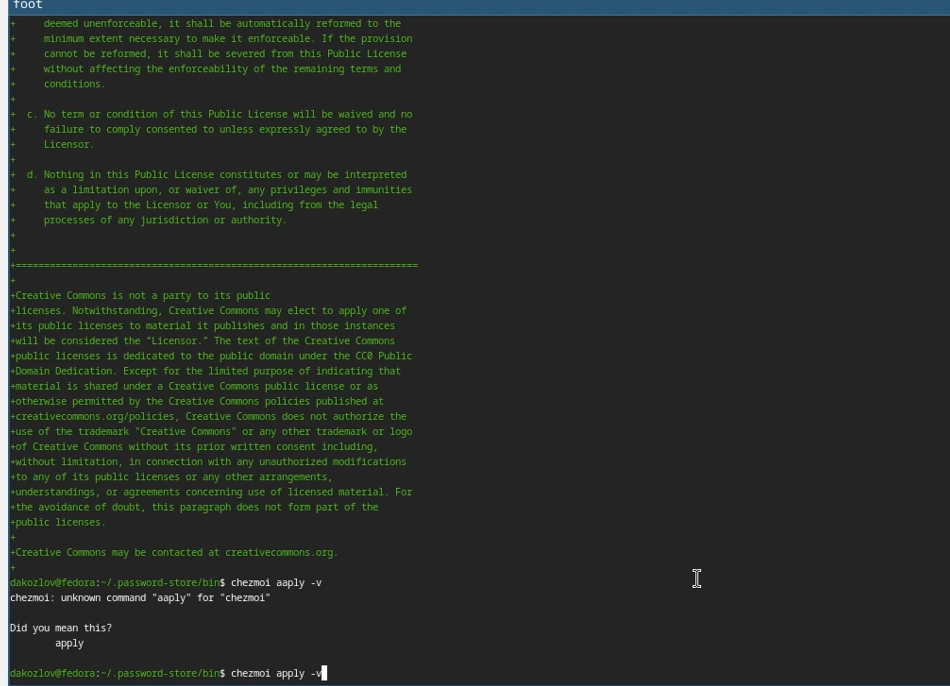 foot
+     deemed unenforceable, it shall be automatically reformed to the
+     minimum extent necessary to make it enforceable. If the provision
+     cannot be reformed, it shall be severed from this Public License
+     without affecting the enforceability of the remaining terms and
+     conditions.
+
+  c. No term or condition of this Public License will be waived and no
+     failure to comply consented to unless expressly agreed to by the
+     Licensor.
+
+  d. Nothing in this Public License constitutes or may be interpreted
+     as a limitation upon, or waiver of, any privileges and immunities
+     that apply to the Licensor or You, including from the legal
+     processes of any jurisdiction or authority.
+
+
+=======================================================================
+
+Creative Commons is not a party to its public
+licenses. Notwithstanding, Creative Commons may elect to apply one of
+its public licenses to material it publishes and in those instances
+will be considered the “Licensor.” The text of the Creative Commons
+public licenses is dedicated to the public domain under the CC0 Public
+Domain Dedication. Except for the limited purpose of indicating that
+material is shared under a Creative Commons public license or as
+otherwise permitted by the Creative Commons policies published at
+creativecommons.org/policies, Creative Commons does not authorize the
+use of the trademark "Creative Commons" or any other trademark or logo
+of Creative Commons without its prior written consent including,
+without limitation, in connection with any unauthorized modifications
+to any of its public licenses or any other arrangements,
+understandings, or agreements concerning use of licensed material. For
+the avoidance of doubt, this paragraph does not form part of the
+public licenses.
+
+Creative Commons may be contacted at creativecommons.org.
+
dakozlov@fedora:~/.password-store/bin$ chezmoi aaply -v
chezmoi: unknown command "aaply" for "chezmoi"

Did you mean this?
        apply

dakozlov@fedora:~/.password-store/bin$ chezmoi apply -v